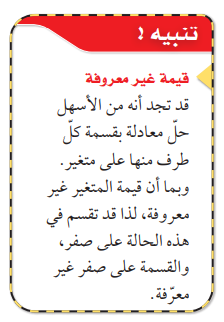 تنبيه !
قيمة غير معروفة
قد تجد أنه من الأسهل
حلّ معادلة بقسمة كلّ
طرف منها على متغير.
وبما أن قيمة المتغير غير
معروفة، لذا قد تقسم في
هذه الحالة على صفر،
والقسمة على صفر غير
معرّفة.